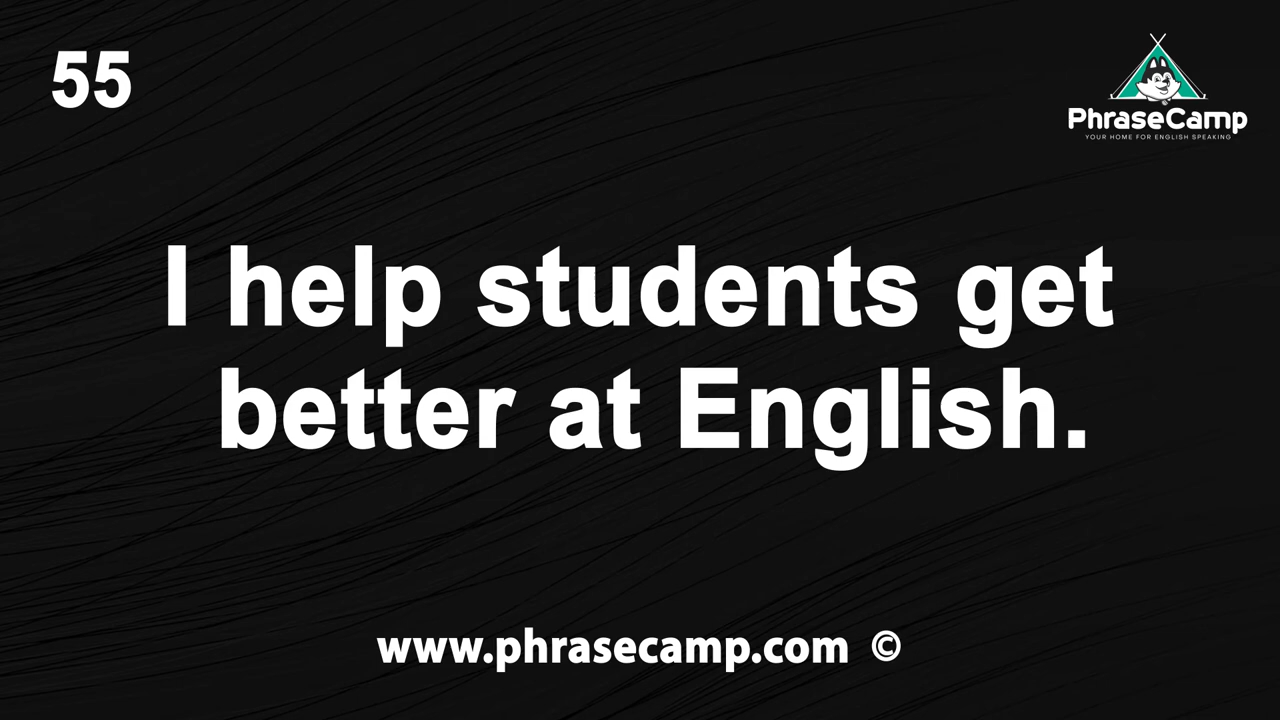 55
PhraseCamp
YOUR HOME FOR ENGLISH SPEAKING
I help students get
better at English.
www.phrasecamp.com ©